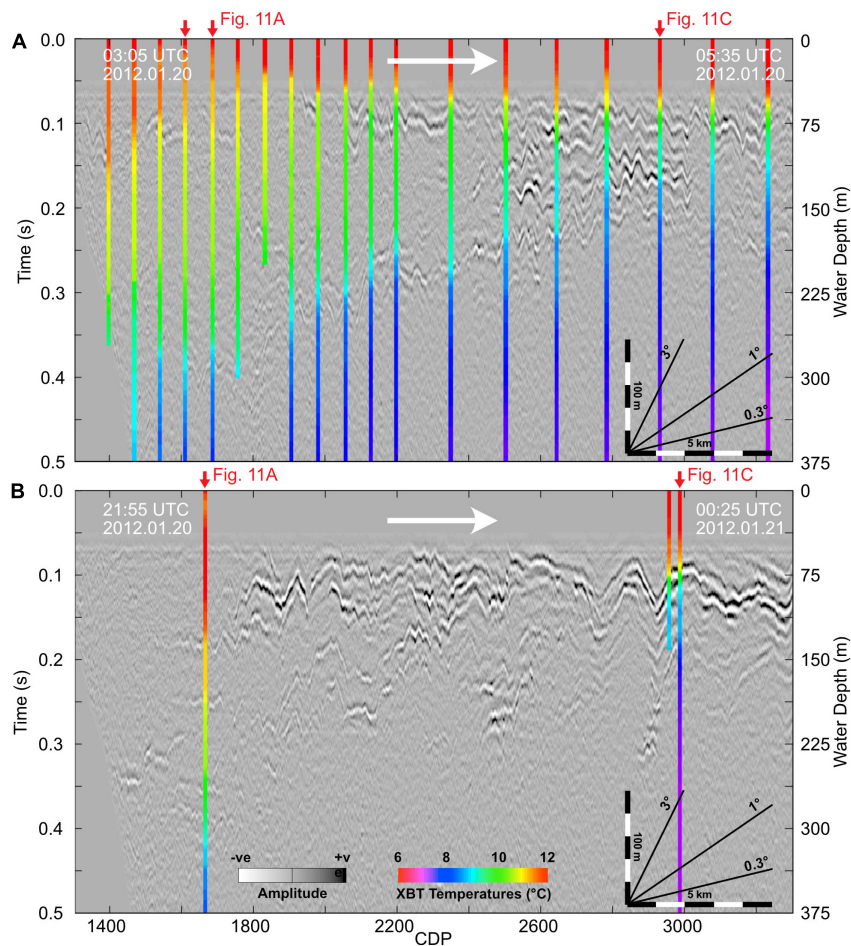 Fig. 11A
Fig. 11C
A
0.0
03:05 UTC
2012.01.20
05:35 UTC
2012.01.20
0
0.1
75
0.2
150
Time (s)
Water Depth (m)
0.3
225
3°
1°
0.4
300
100 m
0.3°
5 km
0.5
375
Fig. 11A
Fig. 11C
B
0.0
21:55 UTC
2012.01.20
00:25 UTC
2012.01.21
0
0.1
75
0.2
150
Time (s)
Water Depth (m)
0.3
225
3°
1°
0.4
300
100 m
0.3°
-ve
+v
e
6
8
10
12
5 km
Amplitude
XBT Temperatures (°C)
0.5
375
1400
1800
2200
2600
3000
CDP